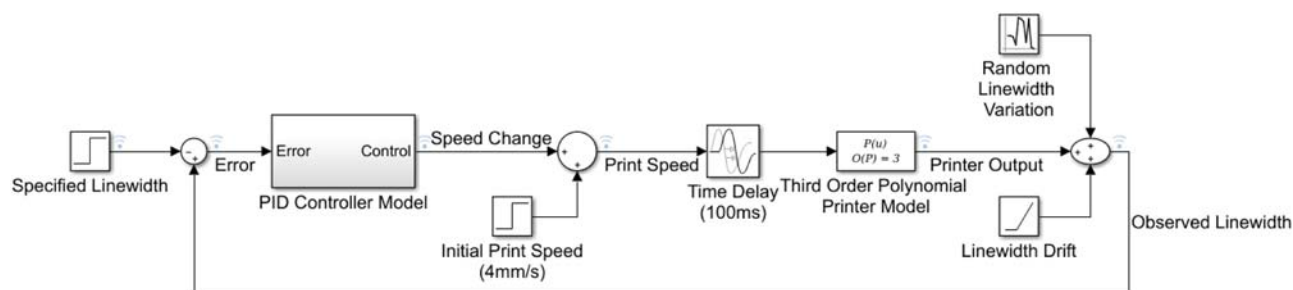 Random
Linewidth
Variation
Specified Linewidth
- +
Error
Error
Control
PID Controller Model
Speed Change
+
+
Initial Print Speed
(4mm/s)
Print Speed
Time Delay
(100ms)
P(u)
O(P) = 3
Third Order Polynomial
Printer Model
Printer Output
+
+
+
Linewidth Drift
Observed Linewidth